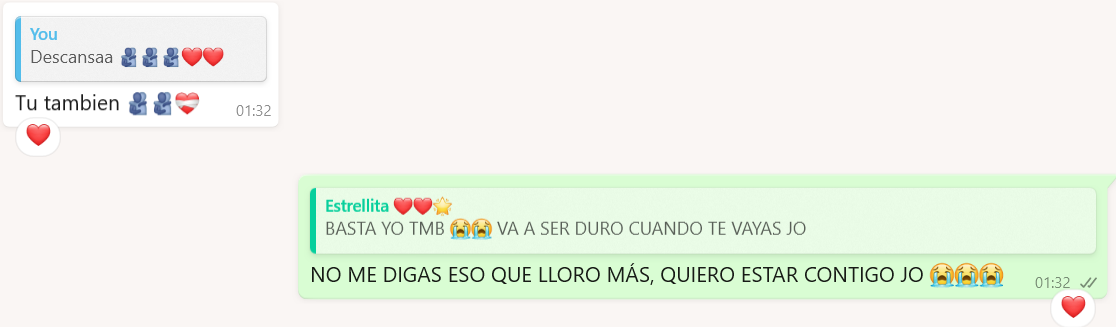 You
Descansaa 🫂🫂🫂❤️❤️
Tu tambien 🫂🫂❤️‍🩹
01:32
❤️
Estrellita ❤️❤️🌟
BASTA YO TMB 😭😭 VA A SER DURO CUANDO TE VAYAS JO
NO ME DIGAS ESO QUE LLORO MÁS, QUIERO ESTAR CONTIGO JO 😭😭😭
01:32
❤️